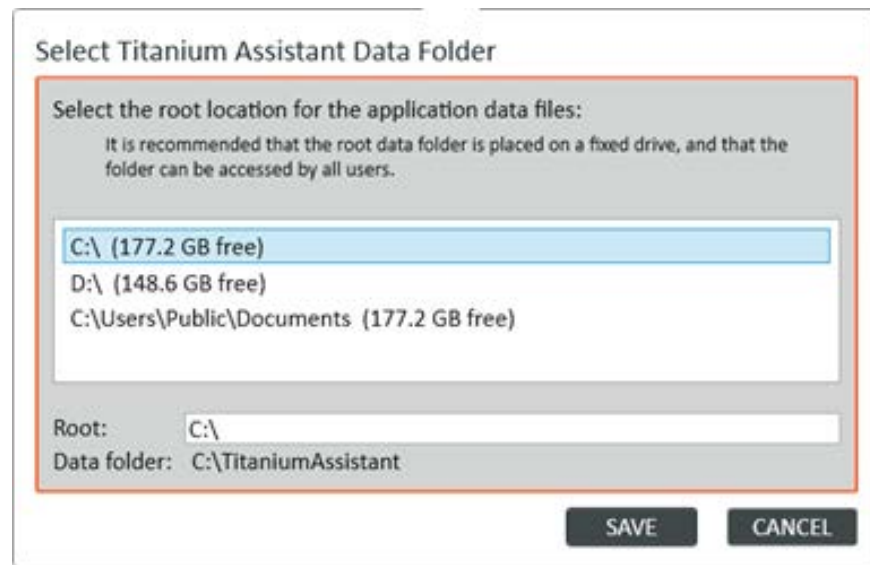 Select Titanium Assistant Data Folder
Select the root location for the application data files:
It is recommended that the root data folder is placed on a fixed drive, and that the
folder can be accessed by all users.
C:\ (177.2 GB free)
D:\ (148.6 GB free)
C:\Users\Public\Documents (177.2 GB free)
Root: C:\
Data folder: C:\TitaniumAssistant
SAVE CANCEL